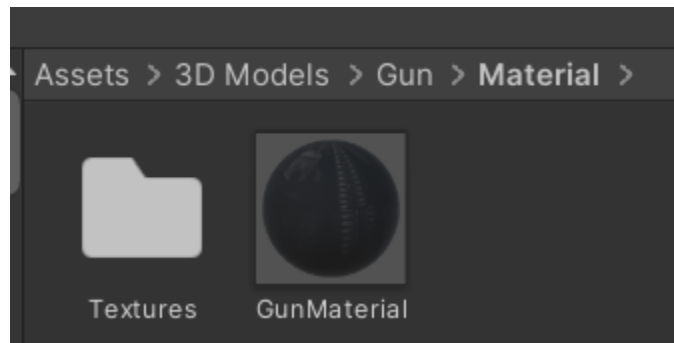 Assets > 3D Models > Gun > Material >
Textures
GunMaterial